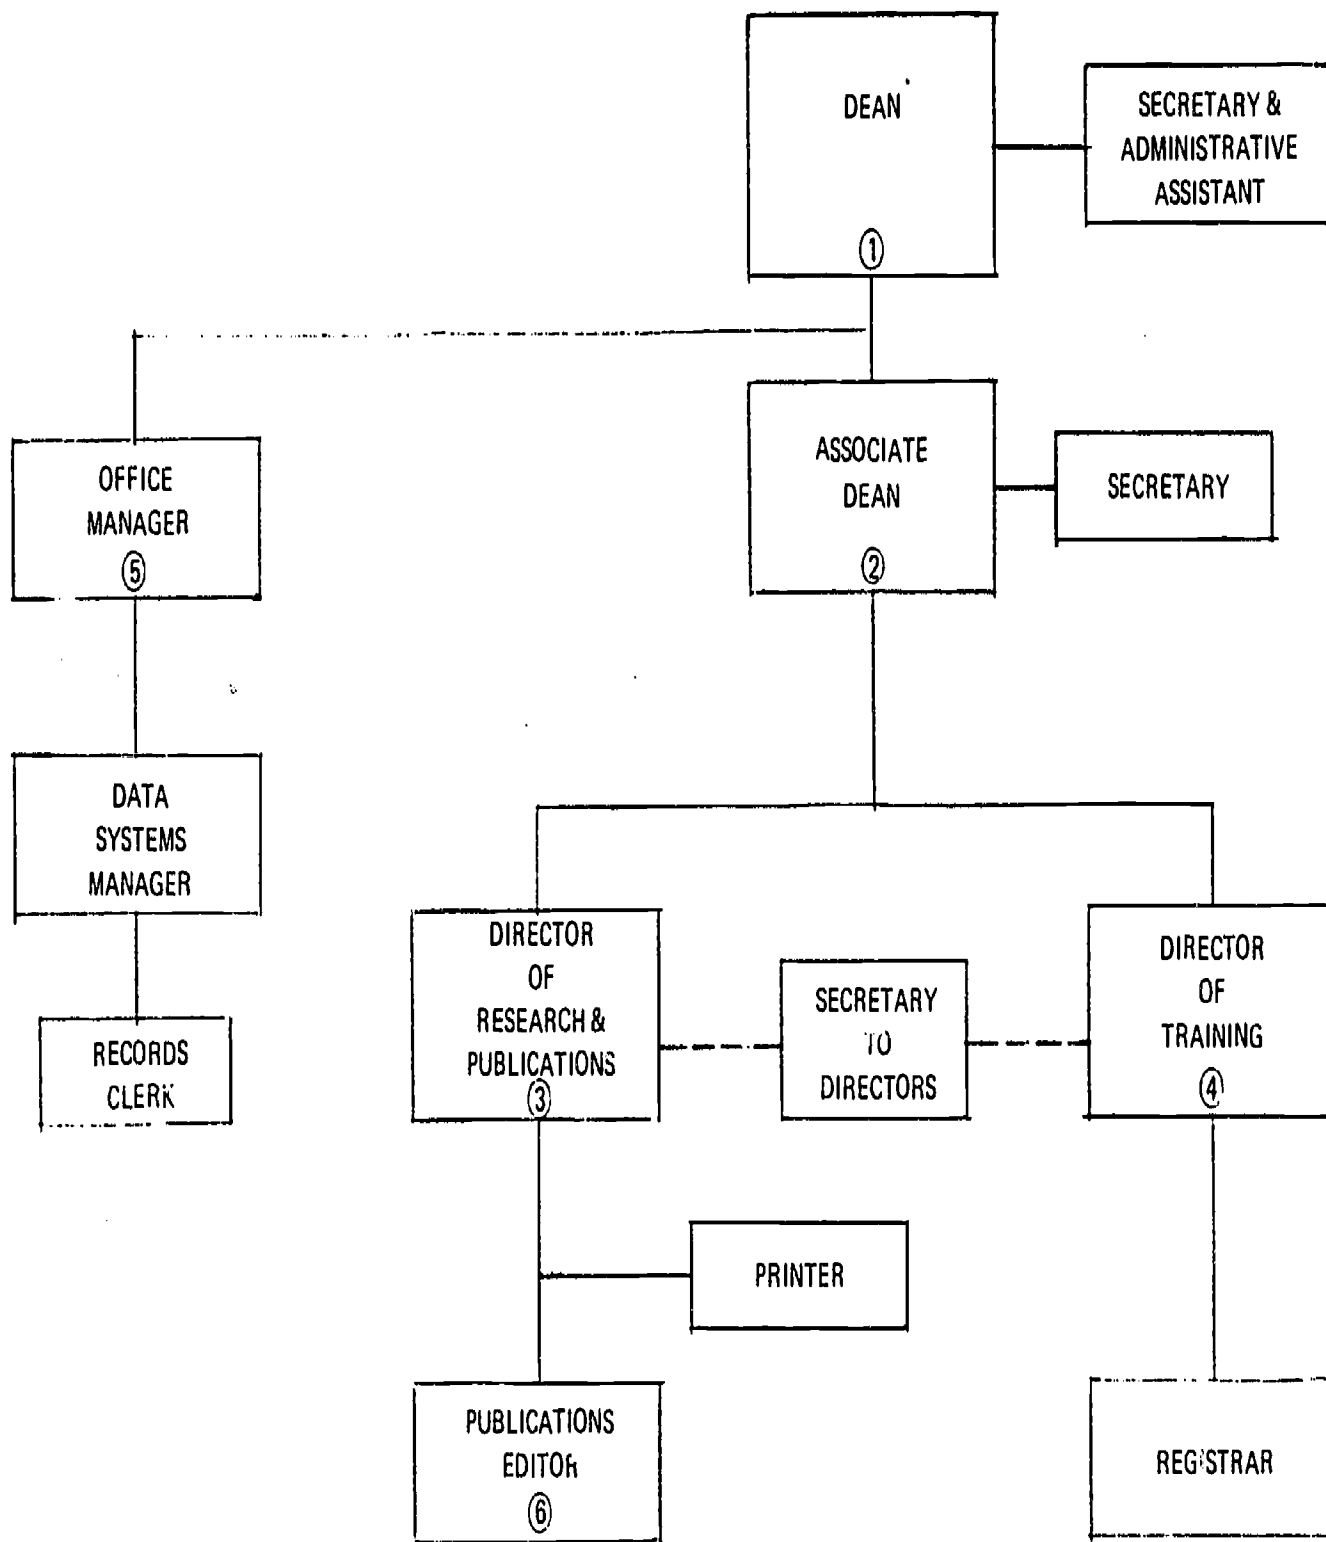 DEAN
①
SECRETARY &
ADMINISTRATIVE
ASSISTANT
OFFICE
MANAGER
⑤
ASSOCIATE
DEAN
②
SECRETARY
DATA
SYSTEMS
MANAGER
RECORDS
CLERK
DIRECTOR
OF
RESEARCH &
PUBLICATIONS
③
SECRETARY
TO
DIRECTORS
DIRECTOR
OF
TRAINING
④
PRINTER
PUBLICATIONS
EDITOR
⑥
REGISTRAR